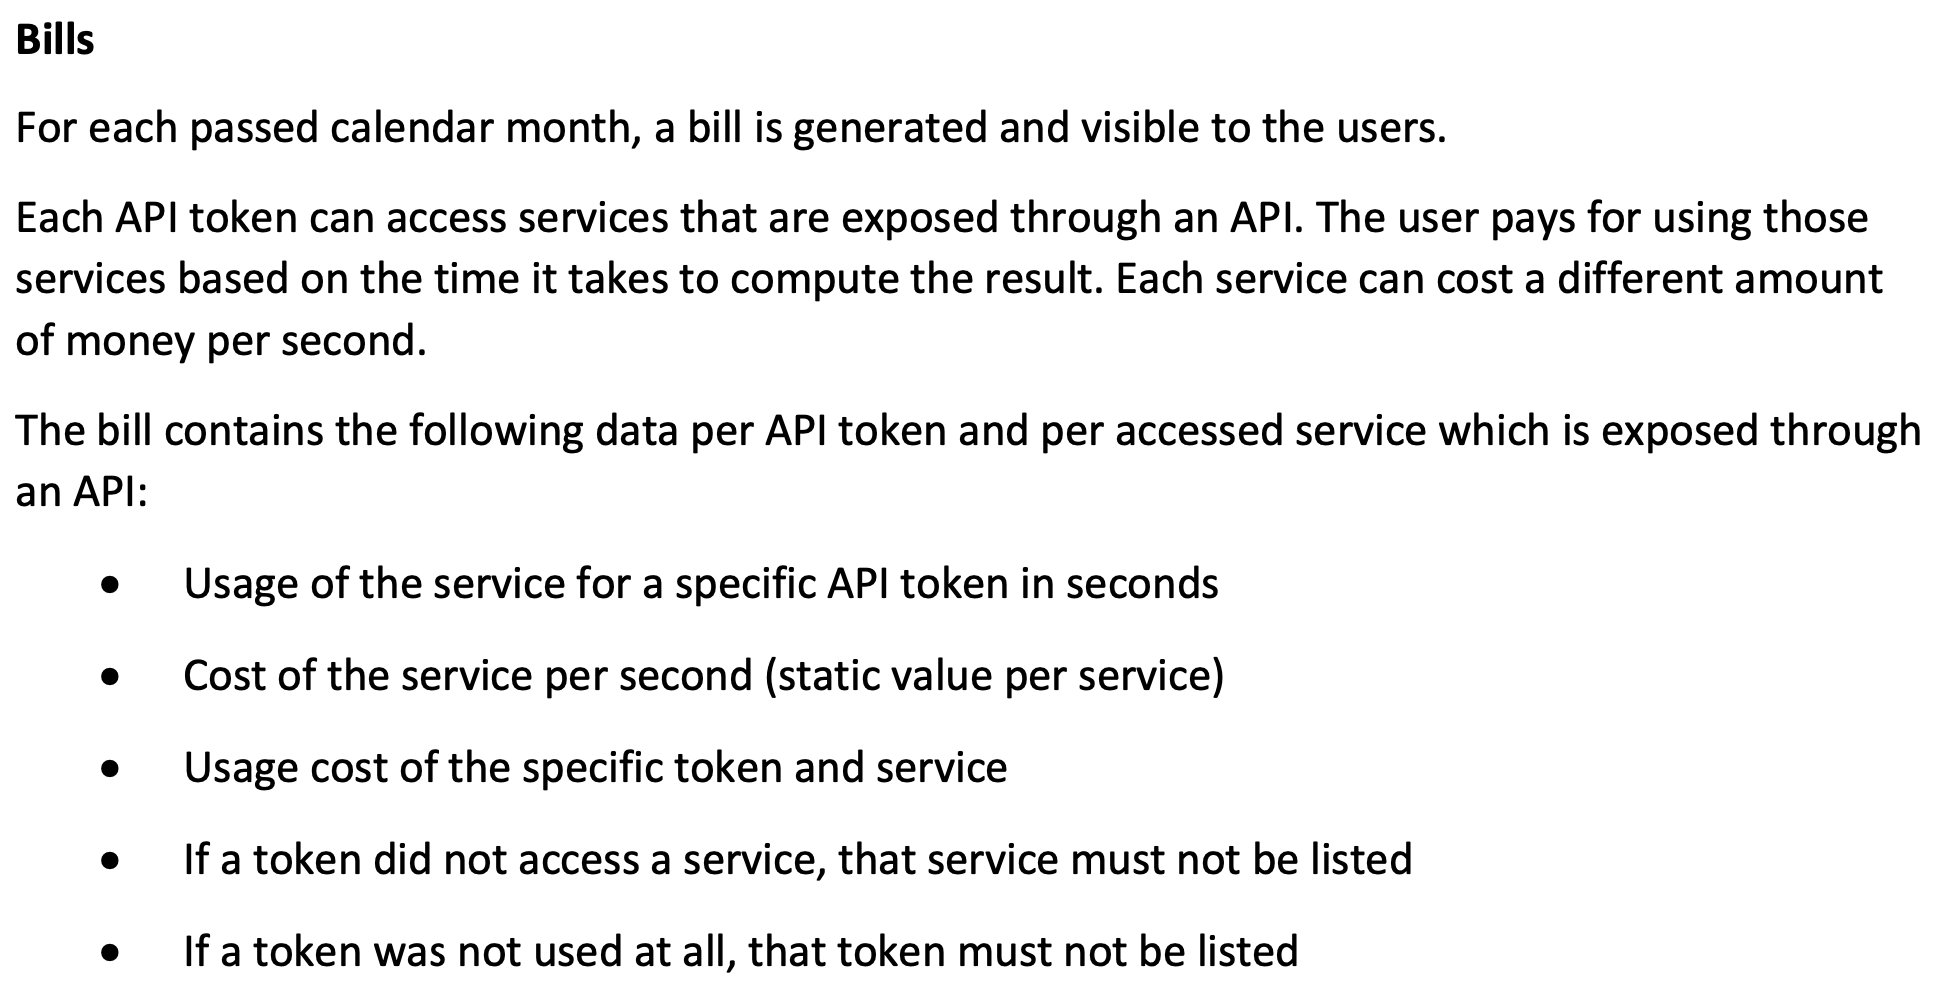 Bills
For each passed calendar month, a bill is generated and visible to the users.
Each API token can access services that are exposed through an API. The user pays for using those
services based on the time it takes to compute the result. Each service can cost a different amount
of money per second.
The bill contains the following data per API token and per accessed service which is exposed through
an API:
• Usage of the service for a specific API token in seconds
• Cost of the service per second (static value per service)
• Usage cost of the specific token and service
• If a token did not access a service, that service must not be listed
• If a token was not used at all, that token must not be listed